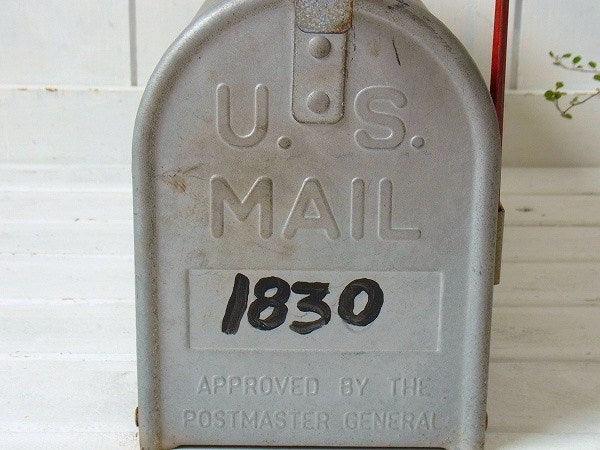 U. S.
MAIL
1830
APPROVED BY THE
POSTMASTER GENERAL